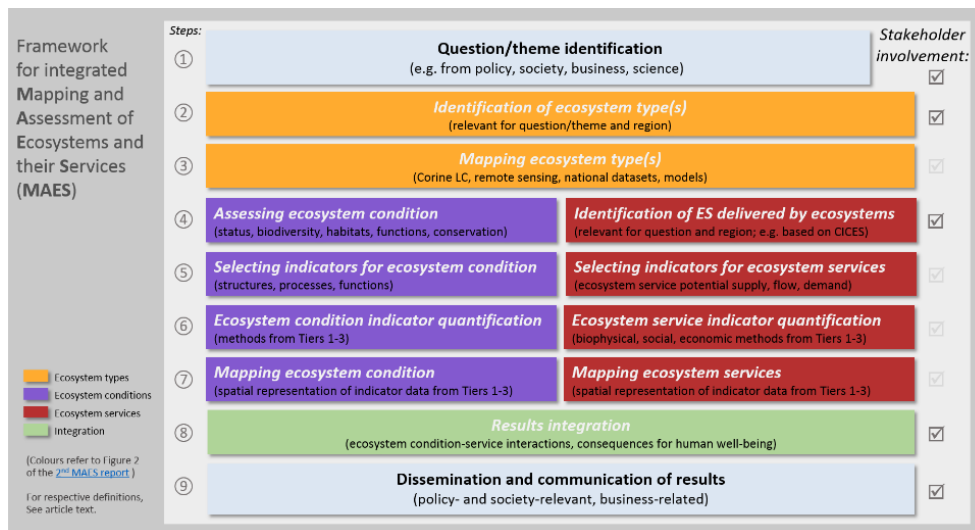 Framework
for integrated
Mapping and
Assessment of
Ecosystems and
their Services
(MAES)
Steps:
Stakeholder
involvement:
①
Question/theme identification
(e.g. from policy, society, business, science)
②
Identification of ecosystem type(s)
(relevant for question/theme and region)
③
Mapping ecosystem type(s)
(Corine LC, remote sensing, national datasets, models)
④
Assessing ecosystem condition
(status, biodiversity, habitats, functions, conservation)
Identification of ES delivered by ecosystems
(relevant for question and region; e.g. based on CICES)
⑤
Selecting indicators for ecosystem condition
(structures, processes, functions)
Selecting indicators for ecosystem services
(ecosystem service potential supply, flow, demand)
⑥
Ecosystem condition indicator quantification
(methods from Tiers 1-3)
Ecosystem service indicator quantification
(biophysical, social, economic methods from Tiers 1-3)
⑦
Mapping ecosystem condition
(spatial representation of indicator data from Tiers 1-3)
Mapping ecosystem services
(spatial representation of indicator data from Tiers 1-3)
⑧
Results integration
(ecosystem condition-service interactions, consequences for human well-being)
⑨
Dissemination and communication of results
(policy- and society-relevant, business-related)
Ecosystem types
Ecosystem conditions
Ecosystem services
Integration
(Colours refer to Figure 2
of the 2nd MAES report )
For respective definitions,
See article text.